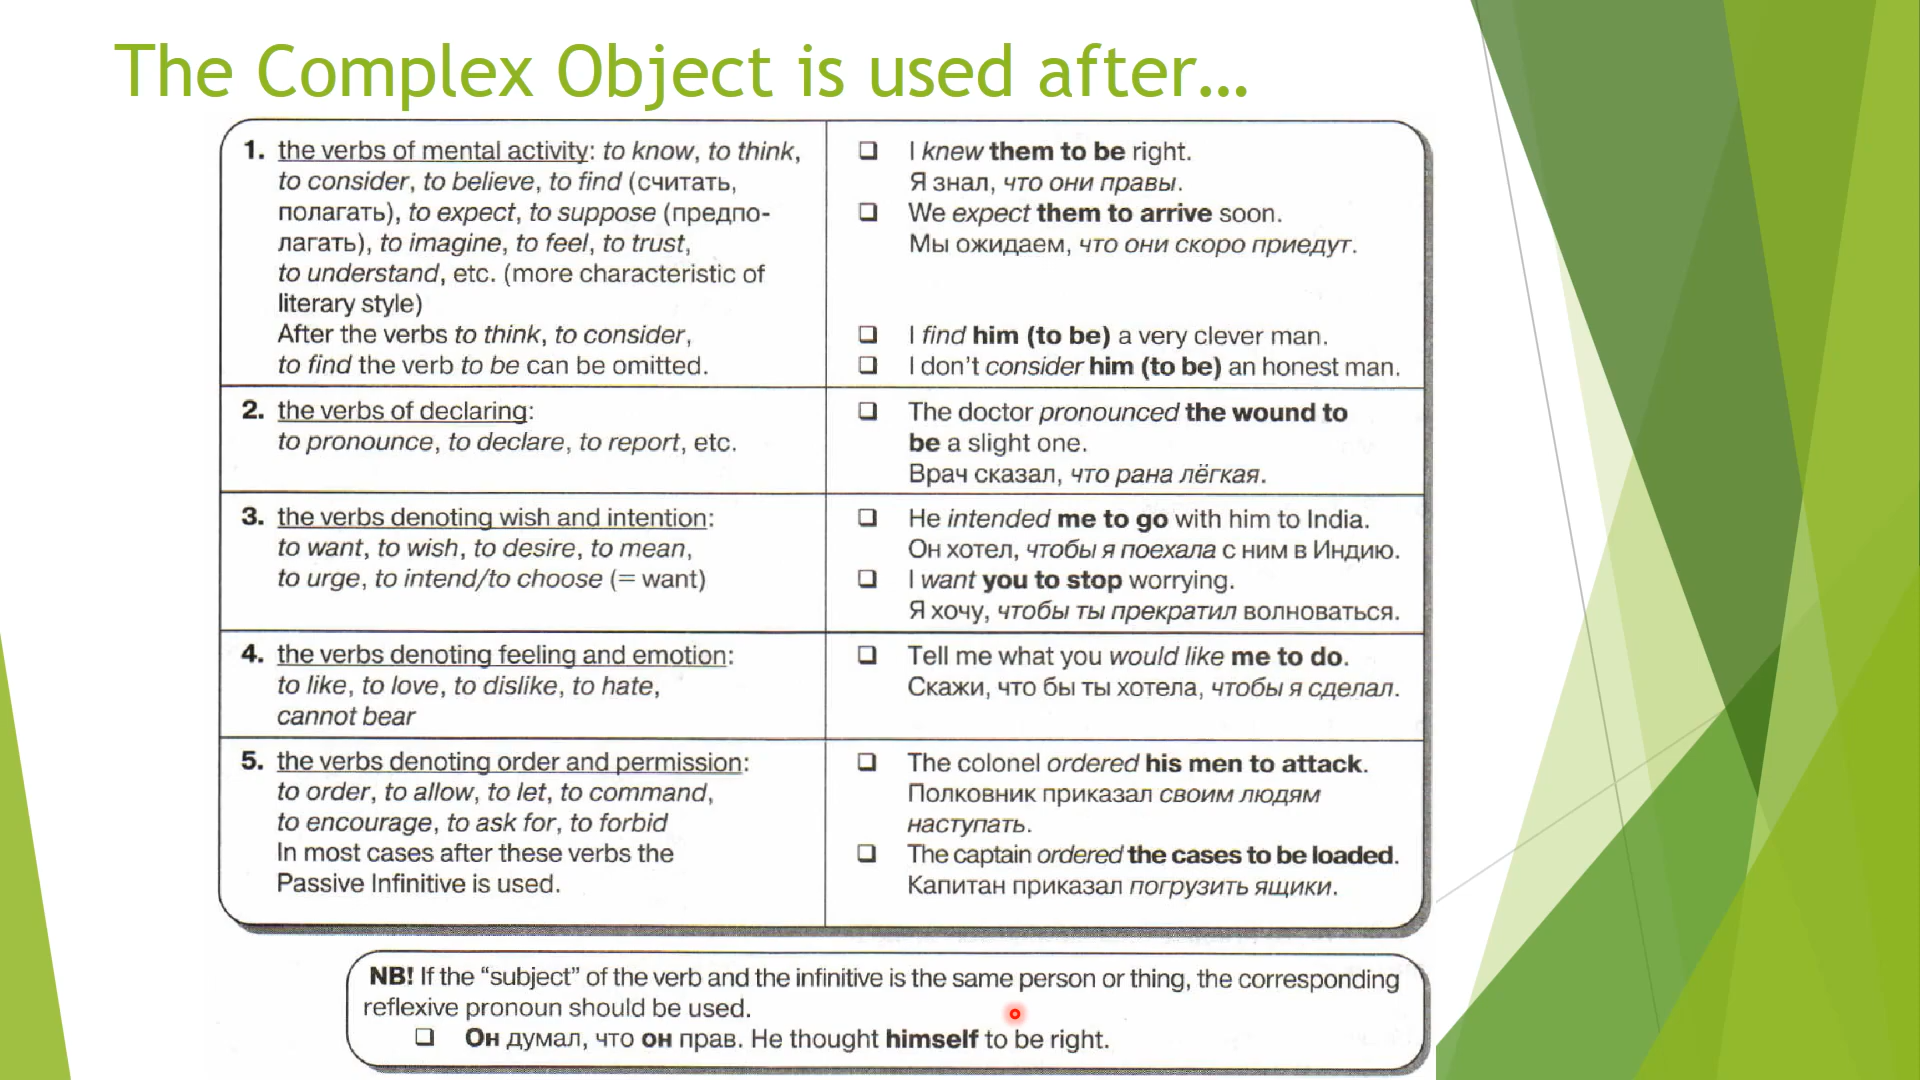 The Complex Object is used after…
1. the verbs of mental activity: to know, to think,
to consider, to believe, to find (считать,
полагать), to expect, to suppose (предпо-
лагать), to imagine, to feel, to trust,
to understand, etc. (more characteristic of
literary style)
After the verbs to think, to consider,
to find the verb to be can be omitted.
I knew them to be right.
Я знал, что они правы.
We expect them to arrive soon.
Мы ожидаем, что они скоро приедут.
I find him (to be) a very clever man.
I don't consider him (to be) an honest man.
2. the verbs of declaring:
to pronounce, to declare, to report, etc.
The doctor pronounced the wound to
be a slight one.
Врач сказал, что рана лёгкая.
3. the verbs denoting wish and intention:
to want, to wish, to desire, to mean,
to urge, to intend/to choose (= want)
He intended me to go with him to India.
Он хотел, чтобы я поехала с ним в Индию.
I want you to stop worrying.
Я хочу, чтобы ты прекратил волноваться.
4. the verbs denoting feeling and emotion:
to like, to love, to dislike, to hate,
cannot bear
Tell me what you would like me to do.
Скажи, что бы ты хотела, чтобы я сделал.
5. the verbs denoting order and permission:
to order, to allow, to let, to command,
to encourage, to ask for, to forbid
In most cases after these verbs the
Passive Infinitive is used.
The colonel ordered his men to attack.
Полковник приказал своим людям
наступать.
The captain ordered the cases to be loaded.
Капитан приказал погрузить ящики.
NB! If the “subject” of the verb and the infinitive is the same person or thing, the corresponding
reflexive pronoun should be used.
Он думал, что он прав. He thought himself to be right.